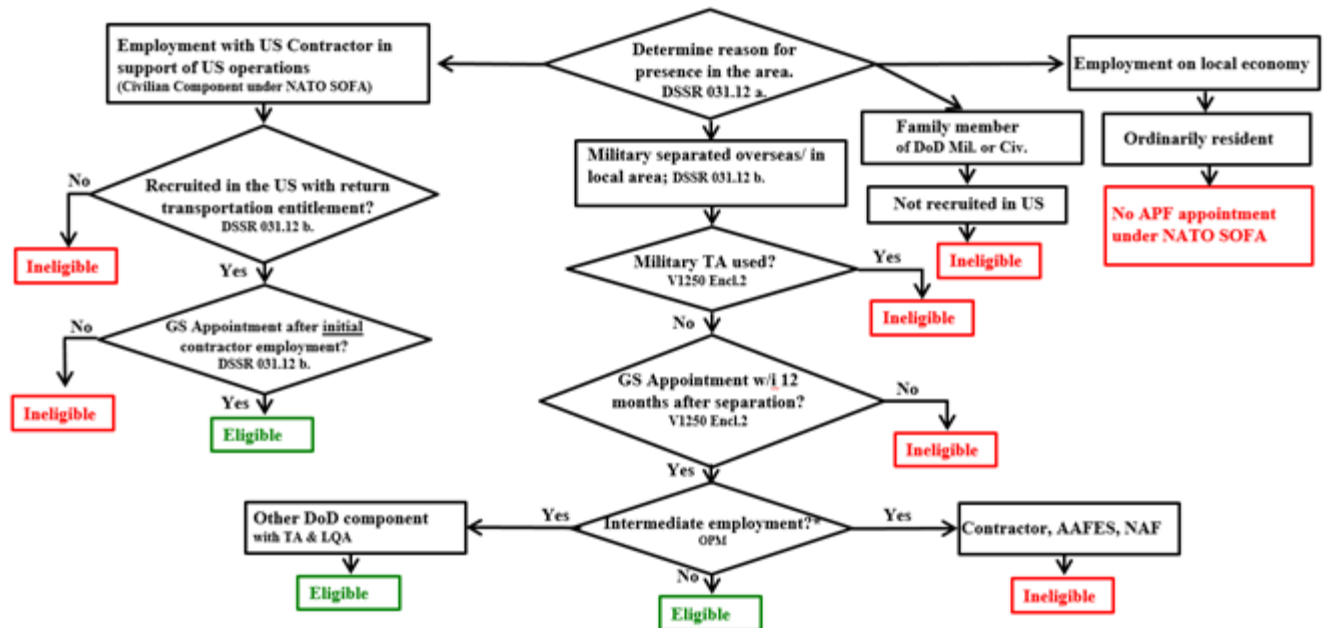 Determine reason for
presence in the area.
DSSR 031.12 a.
Employment with US Contractor in
support of US operations
(Civilian Component under NATO SOFA)
Recruited in the US with return
transportation entitlement?
DSSR 031.12 b.
No
Ineligible
Yes
GS Appointment after initial
contractor employment?
DSSR 031.12 b.
No
Ineligible
Yes
Eligible
Military separated overseas/ in
local area; DSSR 031.12 b.
Military TA used?
V1250 Encl.2
Yes
Ineligible
No
GS Appointment w/i 12
months after separation?
V1250 Encl.2
No
Ineligible
Yes
Intermediate employment?*
OPM
Yes
Other DoD component
with TA & LQA
Eligible
Yes
Contractor, AAFES, NAF
Ineligible
No
Eligible
Family member
of DoD Mil. or Civ.
Not recruited in US
Ineligible
Employment on local economy
Ordinarily resident
No APF appointment
under NATO SOFA